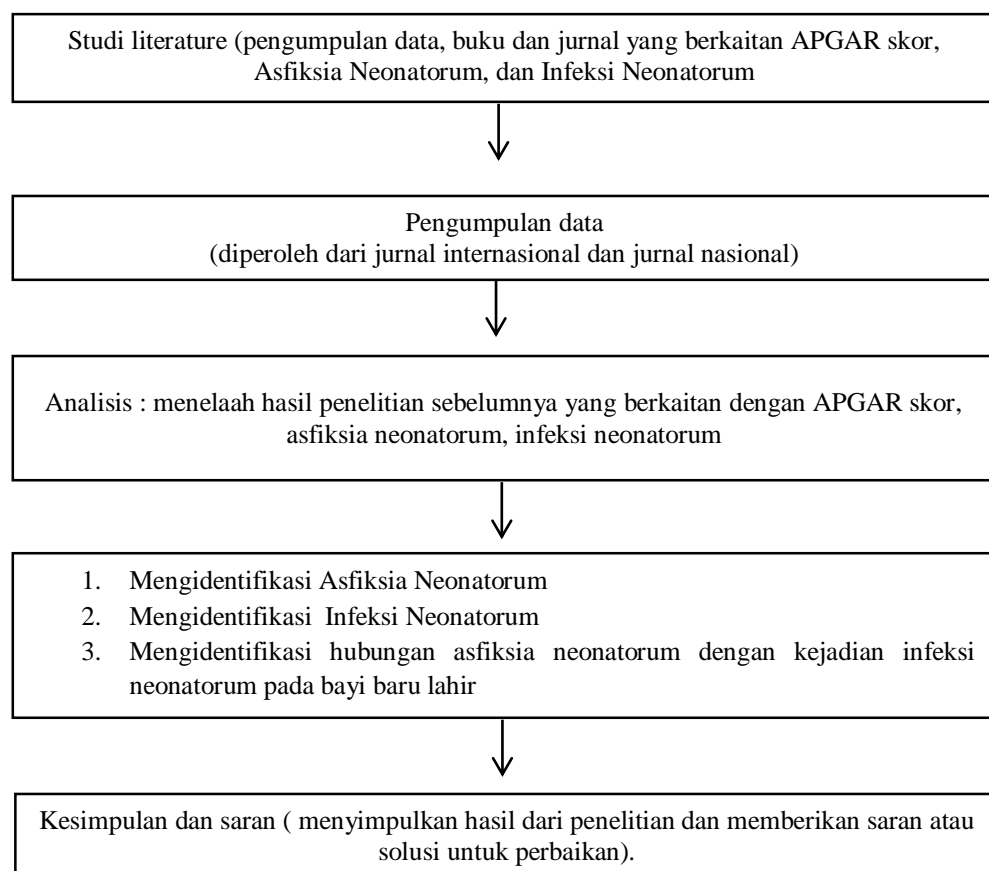 Studi literature (pengumpulan data, buku dan jurnal yang berkaitan APGAR skor,
Asfiksia Neonatorum, dan Infeksi Neonatorum
Pengumpulan data
(diperoleh dari jurnal internasional dan jurnal nasional)
Analisis : menelaah hasil penelitian sebelumnya yang berkaitan dengan APGAR skor,
asfiksia neonatorum, infeksi neonatorum
1. Mengidentifikasi Asfiksia Neonatorum
2. Mengidentifikasi Infeksi Neonatorum
3. Mengidentifikasi hubungan asfiksia neonatorum dengan kejadian infeksi
neonatorum pada bayi baru lahir
Kesimpulan dan saran ( menyimpulkan hasil dari penelitian dan memberikan saran atau
solusi untuk perbaikan).